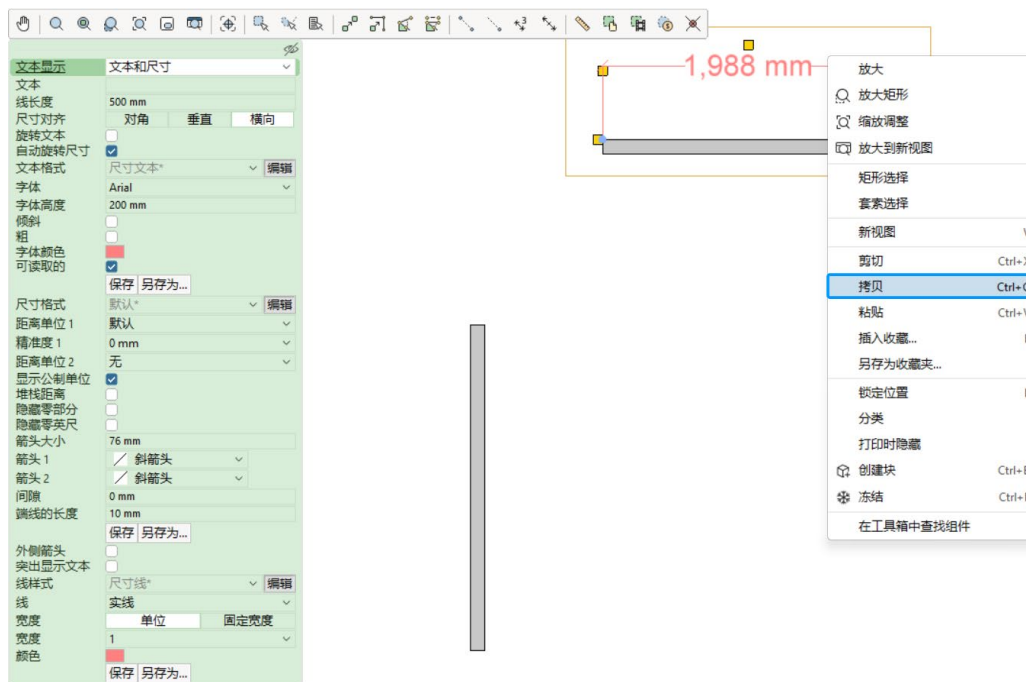 文本显示 文本和尺寸
文本
线长度 500 mm
尺寸对齐 对角 垂直 横向
旋转文本
自动旋转尺寸
文本格式 尺寸文本* 编辑
字体 Arial
字体高度 200 mm
倾斜
粗
字体颜色
可读取的
保存 另存为...
尺寸格式 默认* 编辑
距离单位 1 默认
精准度 1 0 mm
距离单位 2 无
显示公制单位
堆栈距离
隐藏零部分
隐藏零英尺
箭头大小 76 mm
箭头 1 斜箭头
箭头 2 斜箭头
间隙 0 mm
端线的长度 10 mm
保存 另存为...
外侧箭头
突出显示文本
线样式 尺寸线* 编辑
线 实线
宽度 单位 固定宽度
宽度 1
颜色
保存 另存为...
1,988 mm
放大
放大矩形
缩放调整
放大到新视图
矩形选择
套索选择
新视图
剪切 Ctrl+X
拷贝 Ctrl+C
粘贴 Ctrl+V
插入收藏...
另存为收藏夹...
锁定位置
分类
打印时隐藏
创建块 Ctrl+B
冻结 Ctrl+
在工具箱中查找组件